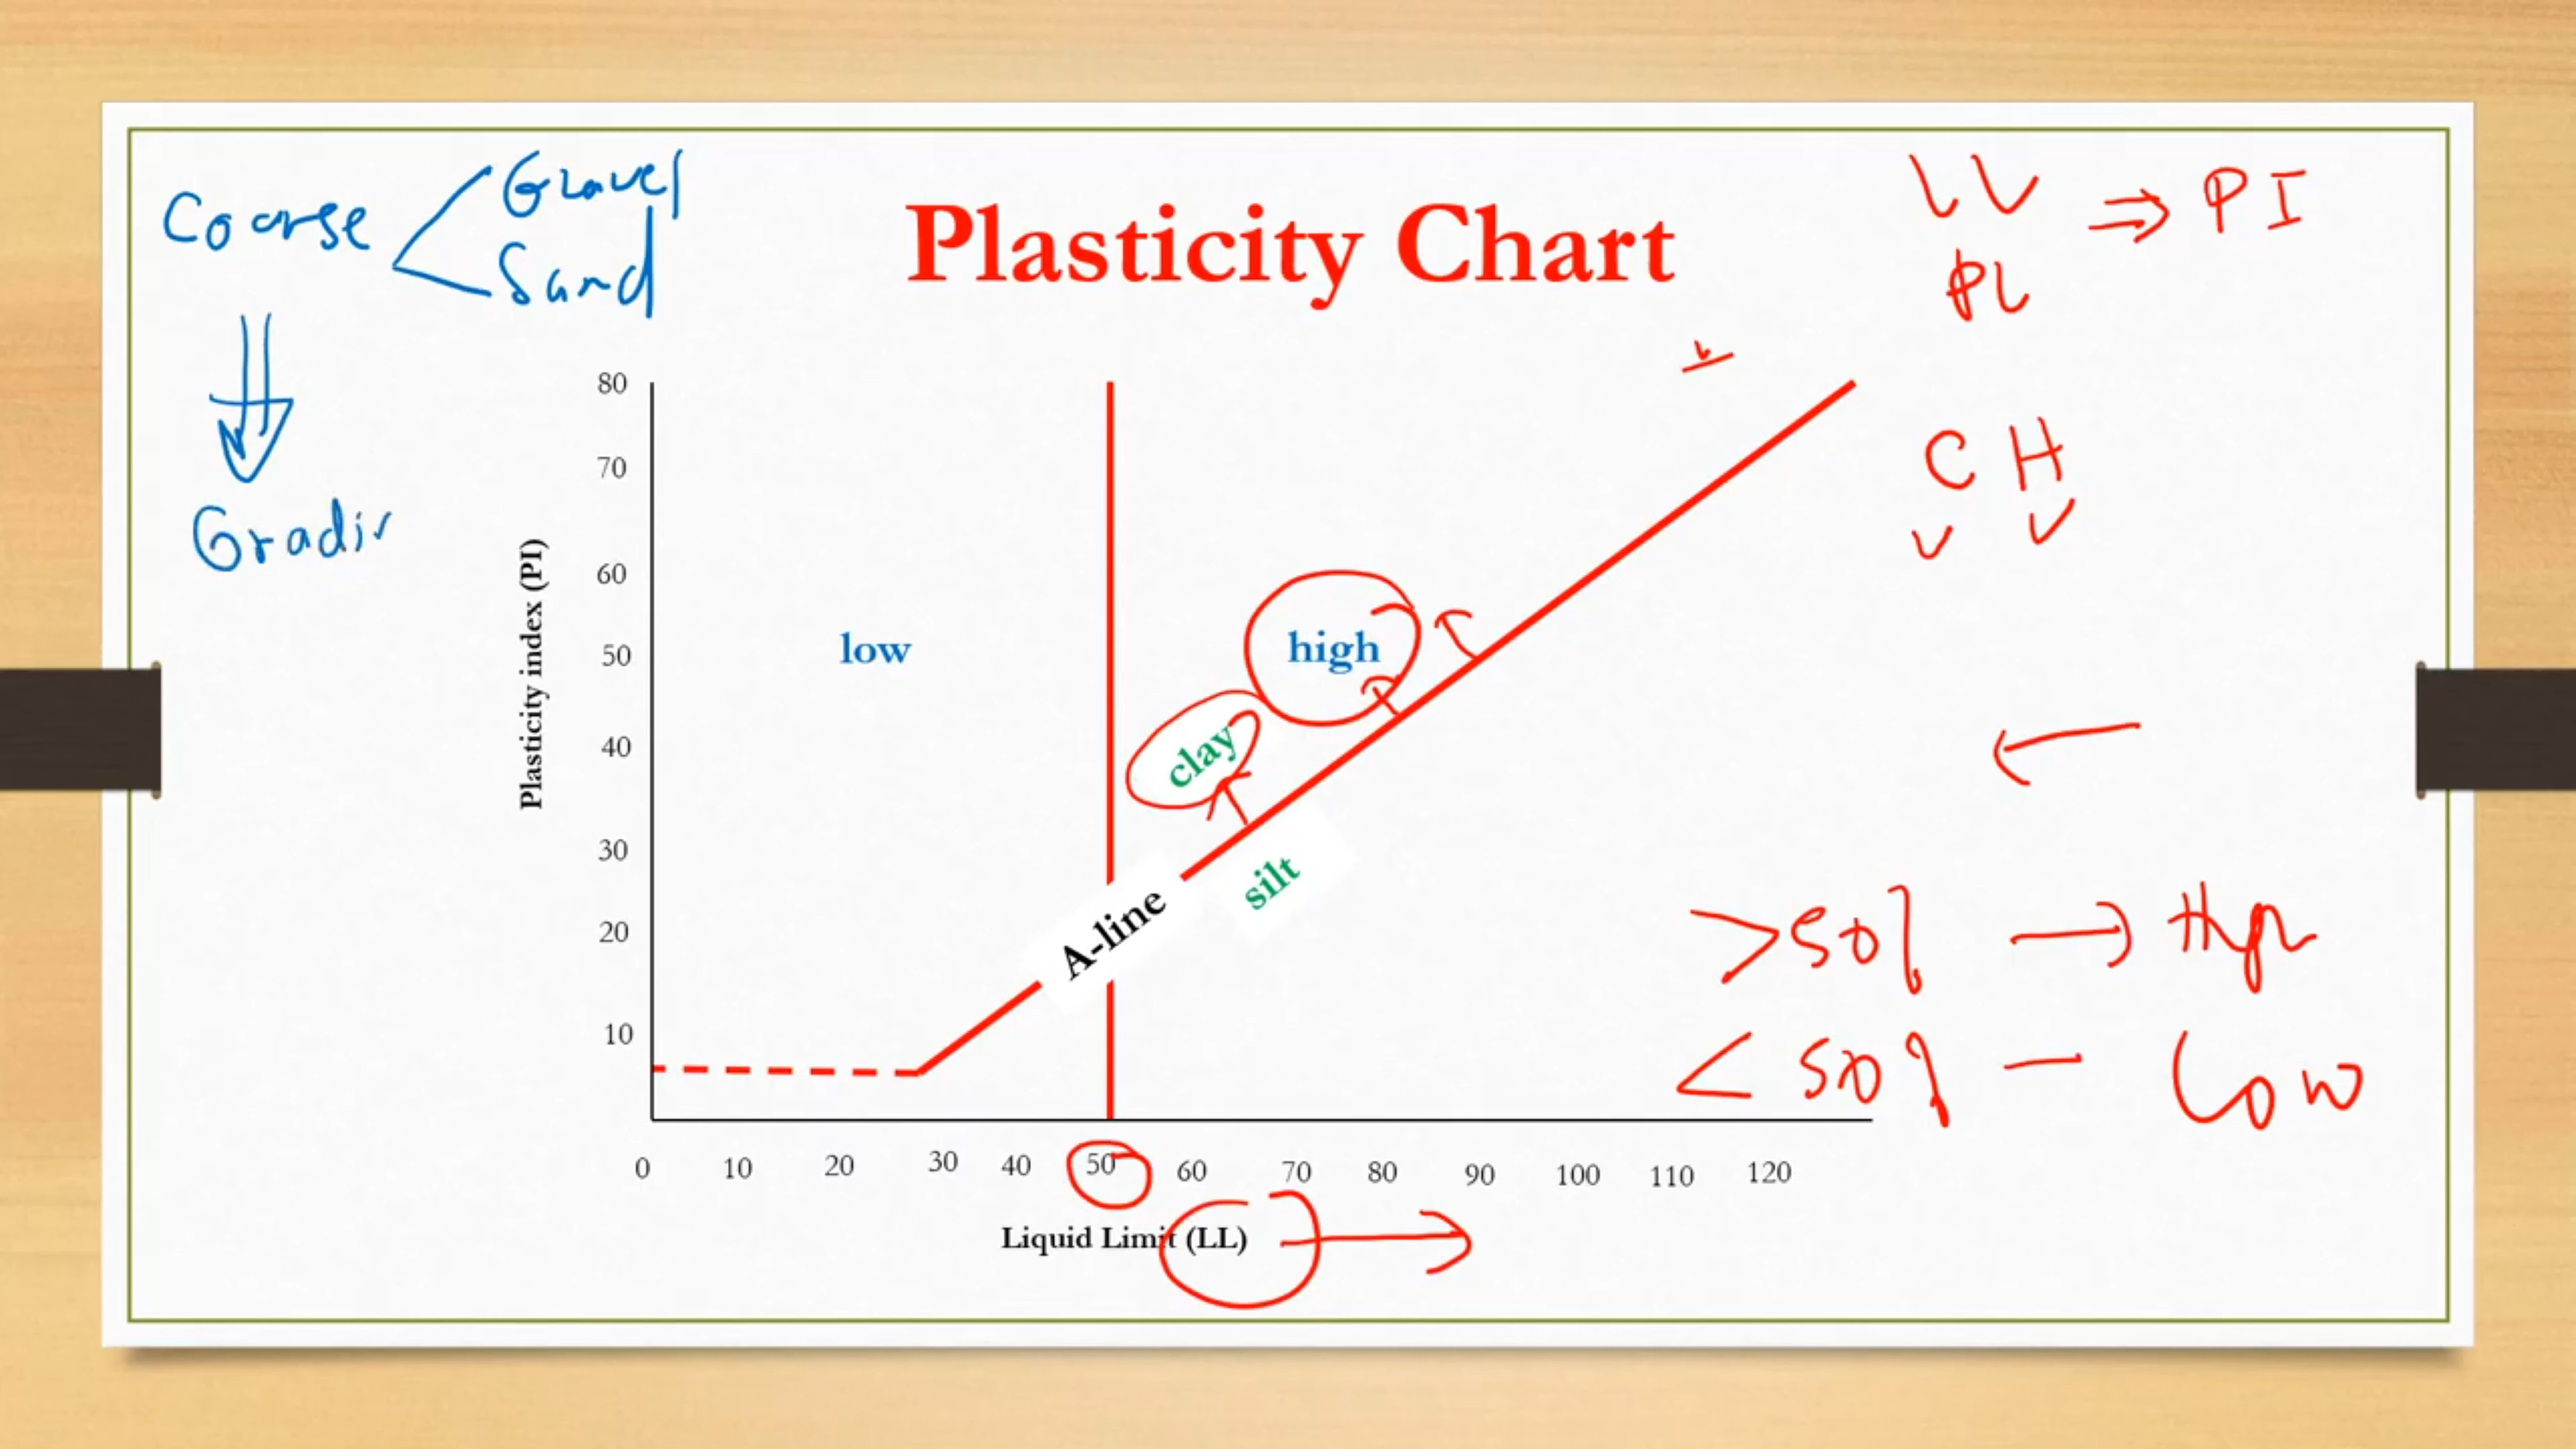 Plasticity Chart
Coarse
Gravel
Sand
LL
PL
⇒ PI
CH
80
70
60
50
40
30
20
10
Plasticity index (PI)
low
high
clay
A-line
silt
>50% → High
<50% – Low
0 10 20 30 40 50 60 70 80 90 100 110 120
Liquid Limit (LL)